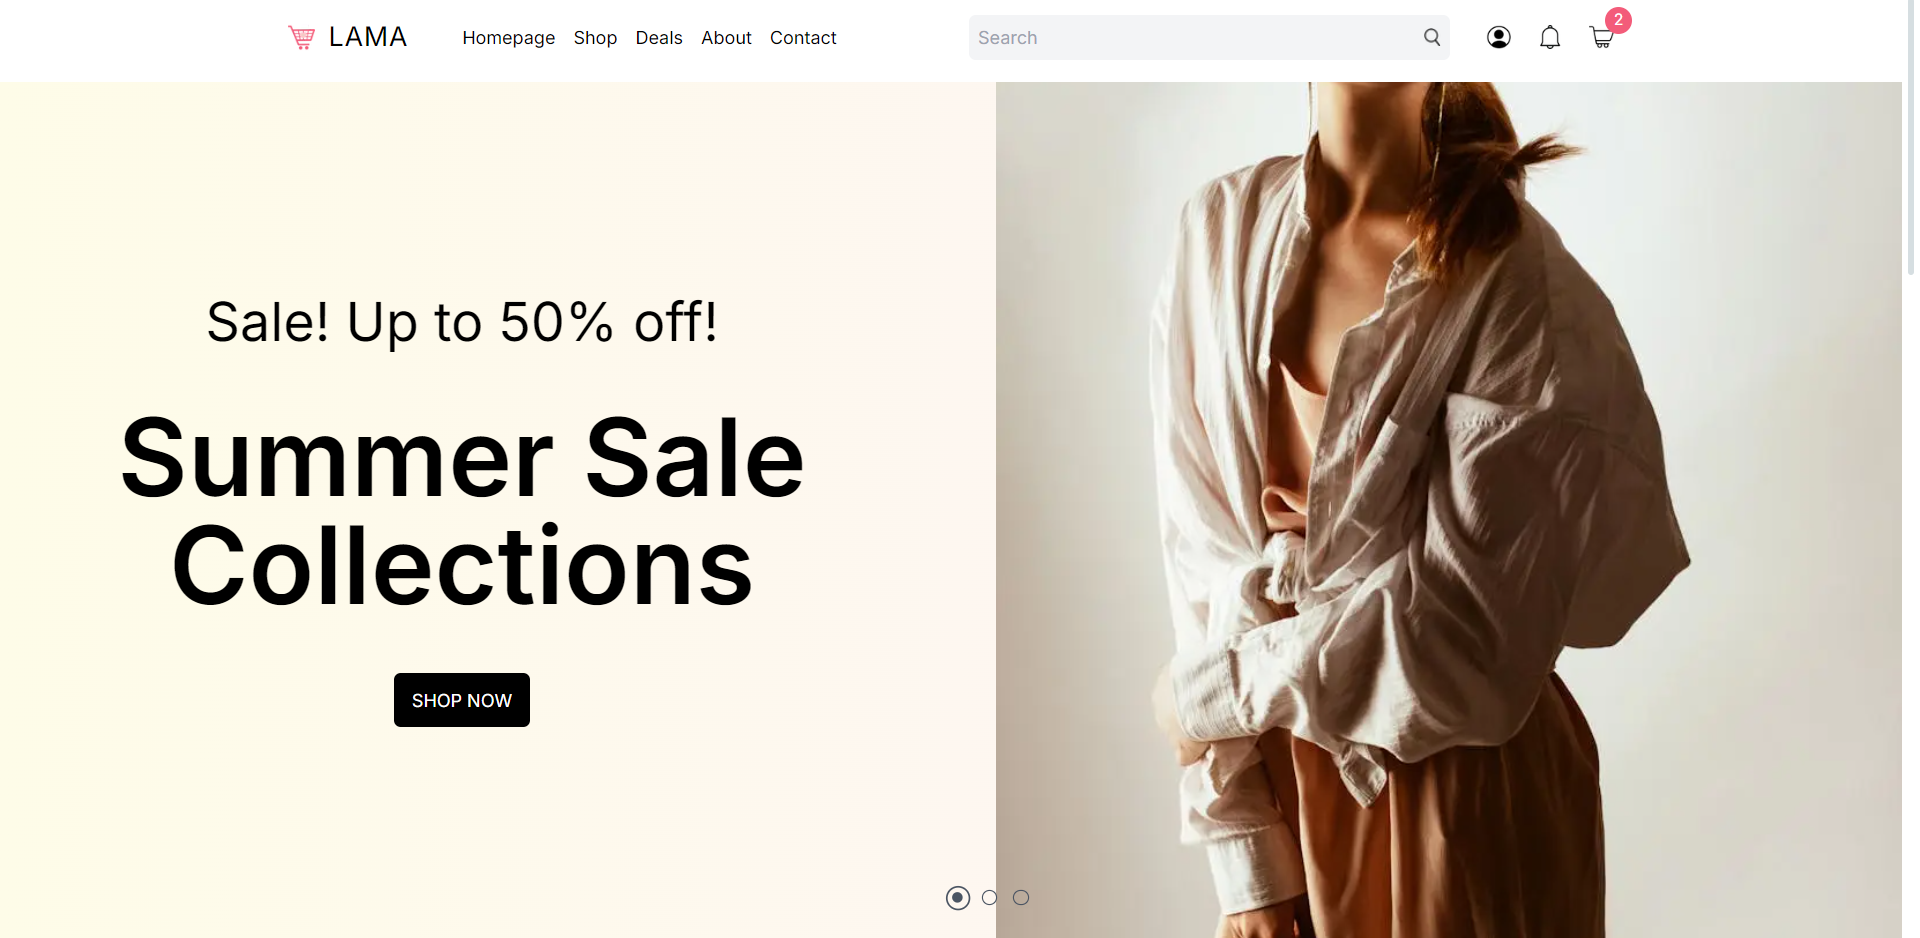 LAMA
Homepage Shop Deals About Contact
Search
2
Sale! Up to 50% off!
Summer Sale
Collections
SHOP NOW